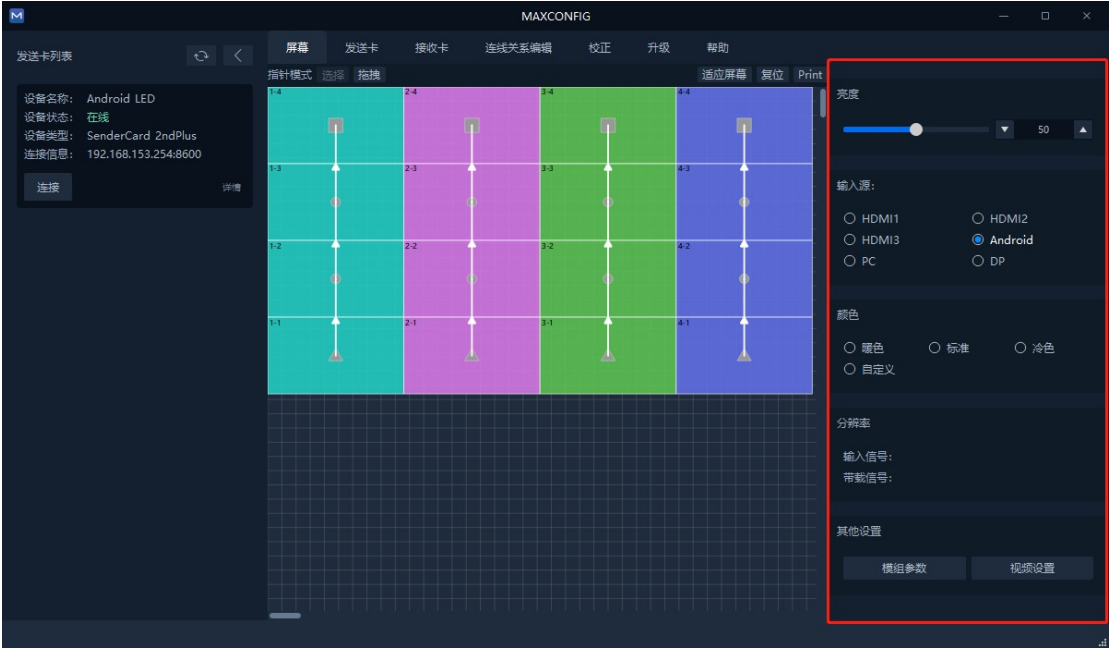 MAXCONFIG
发送卡列表
设备名称: Android LED
设备状态: 在线
设备类型: SenderCard 2ndPlus
连接信息: 192.168.153.254:8600
连接 详情
屏幕 发送卡 接收卡 连线关系编辑 校正 升级 帮助
指针模式 选择 拖拽 适应屏幕 复位 Print
1-4 2-4 3-4 4-4
1-3 2-3 3-3 4-3
1-2 2-2 3-2 4-2
1-1 2-1 3-1 4-1
亮度
50
输入源:
HDMI1 HDMI2
HDMI3 Android
PC DP
颜色
暖色 标准 冷色
自定义
分辨率
输入信号:
带载信号:
其他设置
模组参数 视频设置